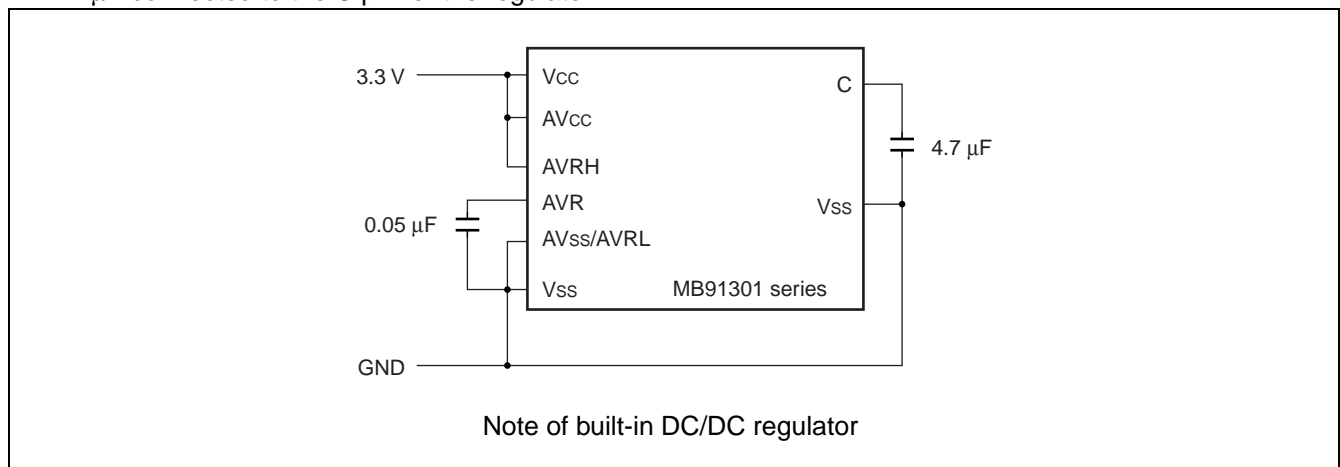 3.3 V
VCC
AVCC
AVRH
AVR
AVSS/AVRL
VSS
0.05 μF
C
4.7 μF
VSS
MB91301 series
GND
Note of built-in DC/DC regulator